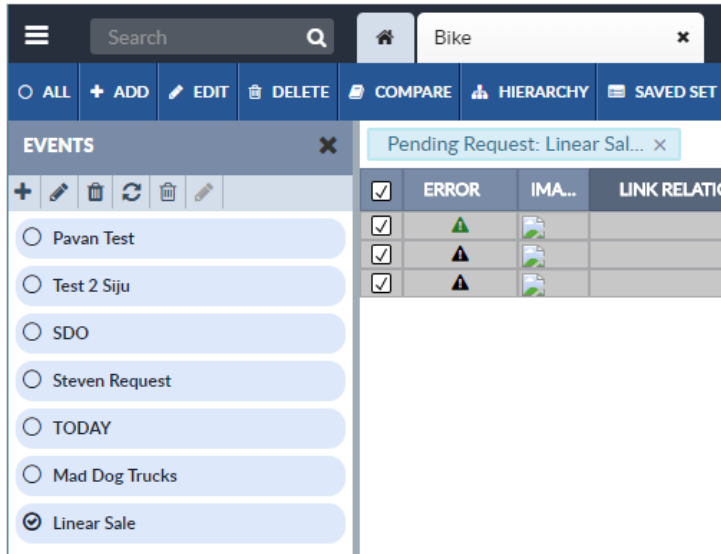 Search
Bike
ALL ADD EDIT DELETE COMPARE HIERARCHY SAVED SET
EVENTS
Pending Request: Linear Sal...
ERROR IMA... LINK RELATIO
Pavan Test
Test 2 Siju
SDO
Steven Request
TODAY
Mad Dog Trucks
Linear Sale